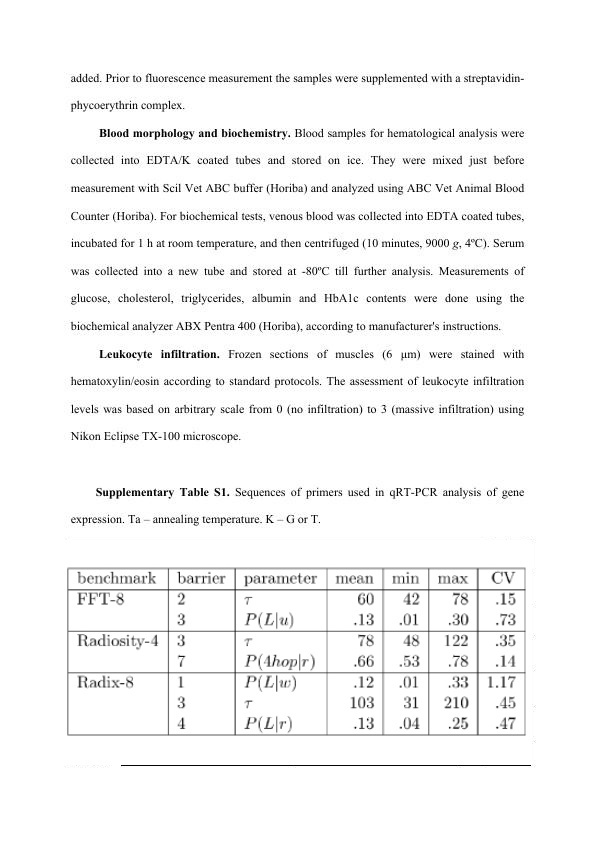 added. Prior to fluorescence measurement the samples were supplemented with a streptavidin-
phycoerythrin complex.
Blood morphology and biochemistry. Blood samples for hematological analysis were
collected into EDTA/K coated tubes and stored on ice. They were mixed just before
measurement with Scil Vet ABC buffer (Horiba) and analyzed using ABC Vet Animal Blood
Counter (Horiba). For biochemical tests, venous blood was collected into EDTA coated tubes,
incubated for 1 h at room temperature, and then centrifuged (10 minutes, 9000 g, 4ºC). Serum
was collected into a new tube and stored at -80ºC till further analysis. Measurements of
glucose, cholesterol, triglycerides, albumin and HbA1c contents were done using the
biochemical analyzer ABX Pentra 400 (Horiba), according to manufacturer's instructions.
Leukocyte infiltration. Frozen sections of muscles (6 μm) were stained with
hematoxylin/eosin according to standard protocols. The assessment of leukocyte infiltration
levels was based on arbitrary scale from 0 (no infiltration) to 3 (massive infiltration) using
Nikon Eclipse TX-100 microscope.
Supplementary Table S1. Sequences of primers used in qRT-PCR analysis of gene
expression. Ta – annealing temperature. K – G or T.
benchmark barrier parameter mean min max CV
FFT-8 2 τ 60 42 78 .15
3 P(L|u) .13 .01 .30 .73
Radiosity-4 3 τ 78 48 122 .35
7 P(4hop|r) .66 .53 .78 .14
Radix-8 1 P(L|w) .12 .01 .33 1.17
3 τ 103 31 210 .45
4 P(L|r) .13 .04 .25 .47